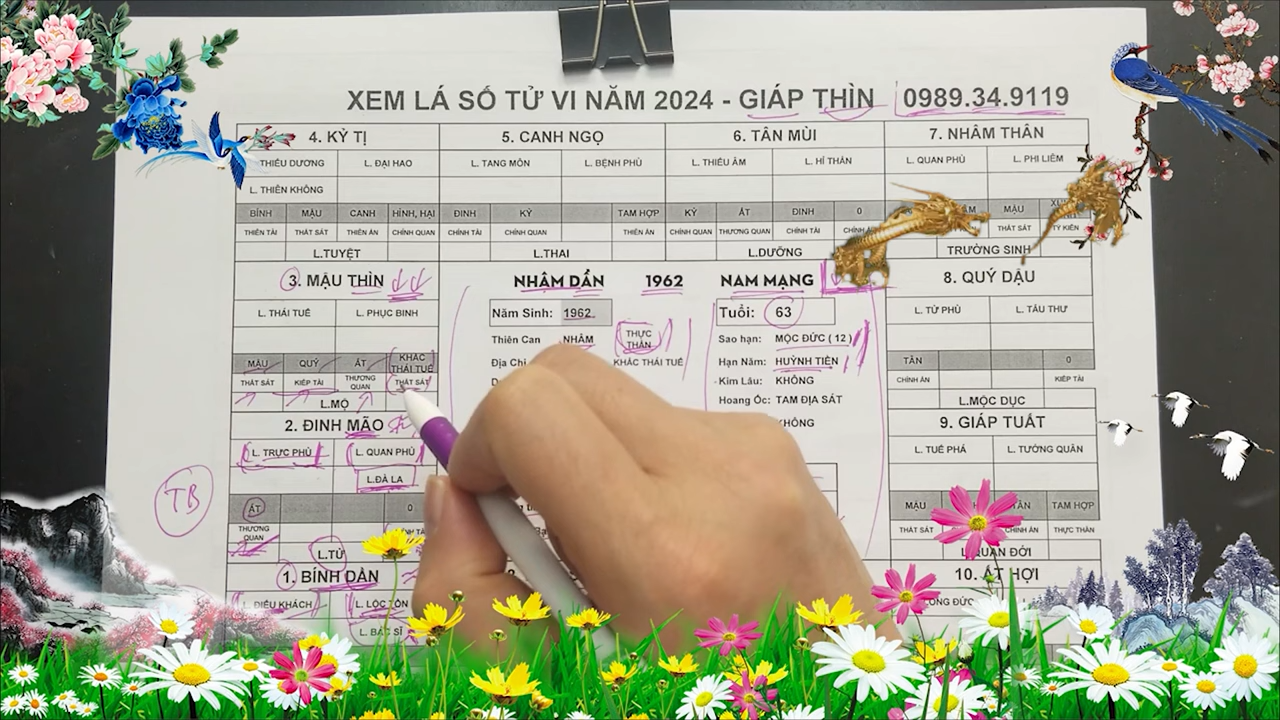 XEM LÁ SỐ TỬ VI NĂM 2024 - GIÁP THÌN 0989.34.9119
4. KỶ TỊ 5. CANH NGỌ 6. TÂN MÙI 7. NHÂM THÂN
THIẾU DƯƠNG L. ĐẠI HAO L. TANG MÔN L. BỆNH PHÙ L. THIẾU ÂM L. HỈ THẦN L. QUAN PHỦ L. PHI LIÊM
L. THIÊN KHÔNG
BÍNH MẬU CANH HÌNH, HẠI ĐINH KỶ TAM HỢP KỶ ẤT ĐINH 0 MẬU
THIÊN TÀI THẤT SÁT THIÊN ẤN CHÍNH QUAN CHÍNH TÀI CHÍNH QUAN THIÊN ẤN CHÍNH QUAN THƯƠNG QUAN CHÍNH TÀI THẤT SÁT TỶ KIÊN
L.TUYỆT L.THAI L.DƯỠNG TRƯỜNG SINH
3. MẬU THÌN NHÂM DẦN 1962 NAM MẠNG 8. QUÝ DẬU
L. THÁI TUẾ L. PHỤC BINH Năm Sinh: 1962 Tuổi: 63 L. TỬ PHÙ L. TẤU THƯ
Thiên Can NHÂM THỰC THẦN Sao hạn: MỘC ĐỨC ( 12 )
MẬU QUÝ ẤT KHẮC THÁI TUẾ Địa Chi KHẮC THÁI TUẾ Hạn Năm: HUỲNH TIỀN TÂN 0
THẤT SÁT KIẾP TÀI THƯƠNG QUAN THẤT SÁT Kim Lâu: KHÔNG CHÍNH ẤN KIẾP TÀI
L.MỘ Hoang Ốc: TAM ĐỊA SÁT L.MỘC DỤC
2. ĐINH MÃO KHÔNG 9. GIÁP TUẤT
L. TRỰC PHÙ L. QUAN PHỦ L. TUẾ PHÁ L. TƯỚNG QUÂN
L.ĐÀ LA
TB
ẤT 0 MẬU TAM HỢP
THƯƠNG QUAN THẤT SÁT THỰC THẦN
L.TỬ L.QUAN ĐỚI
1. BÍNH DẦN 10. ẤT HỢI
L. ĐIẾU KHÁCH L. LỘC TỒN
L. BÁC SĨ